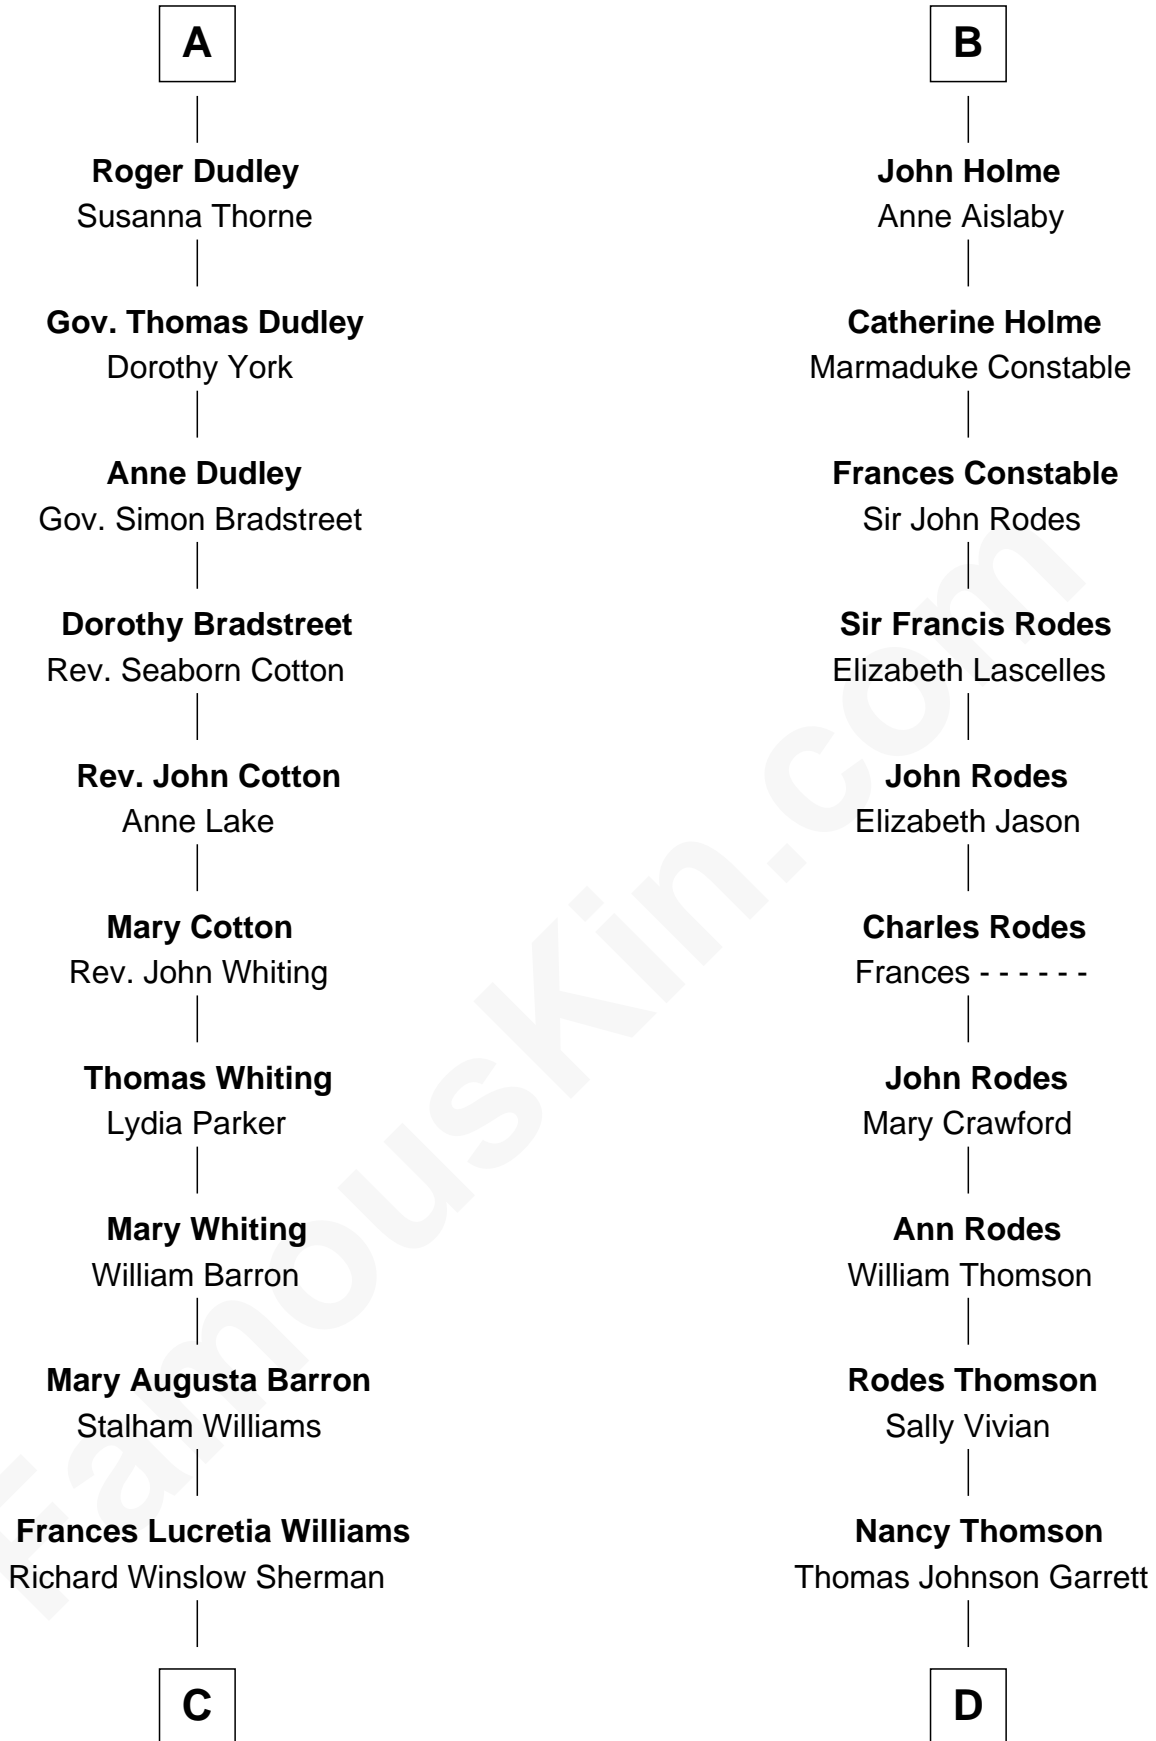 A
Roger Dudley
Susanna Thorne
Gov. Thomas Dudley
Dorothy York
Anne Dudley
Gov. Simon Bradstreet
Dorothy Bradstreet
Rev. Seaborn Cotton
Rev. John Cotton
Anne Lake
Mary Cotton
Rev. John Whiting
Thomas Whiting
Lydia Parker
Mary Whiting
William Barron
Mary Augusta Barron
Stalham Williams
Frances Lucretia Williams
Richard Winslow Sherman
C
B
John Holme
Anne Aislaby
Catherine Holme
Marmaduke Constable
Frances Constable
Sir John Rodes
Sir Francis Rodes
Elizabeth Lascelles
John Rodes
Elizabeth Jason
Charles Rodes
Frances - - - - - -
John Rodes
Mary Crawford
Ann Rodes
William Thomson
Rodes Thomson
Sally Vivian
Nancy Thomson
Thomas Johnson Garrett
D
FamousKin.com